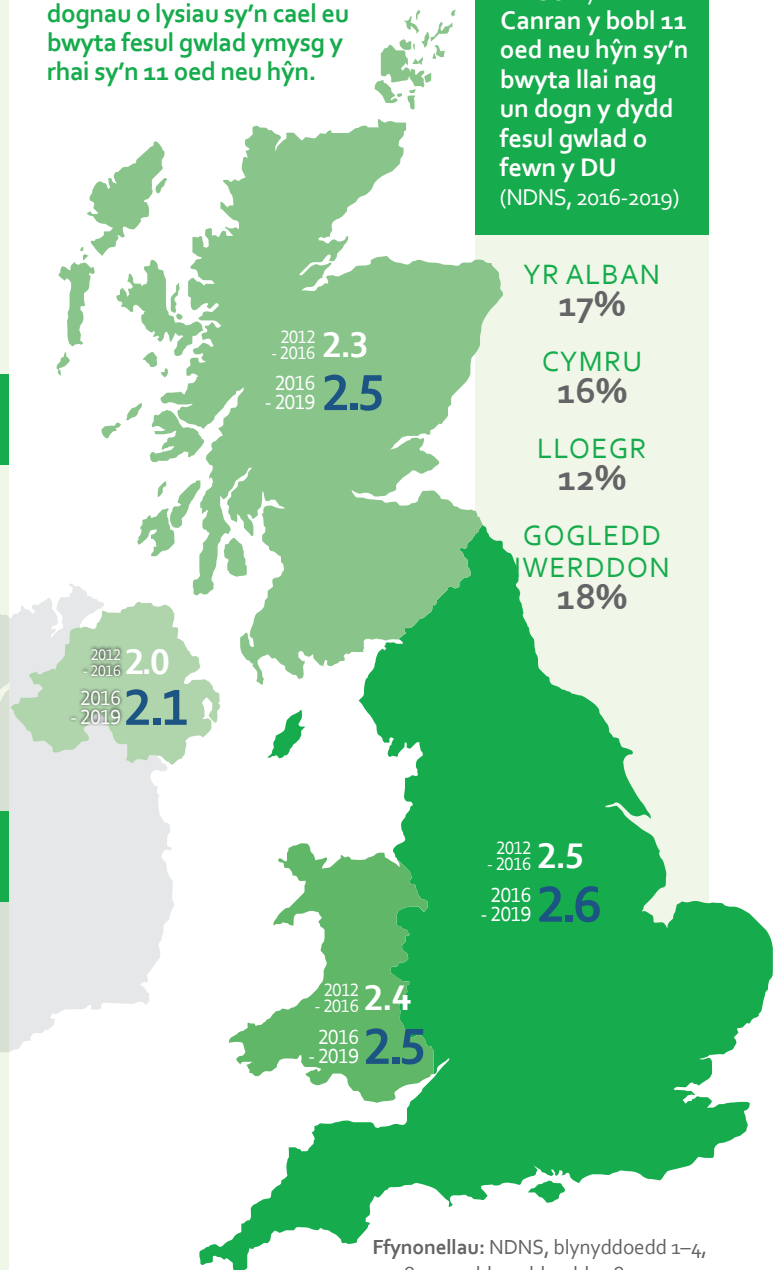 dognau o lysiau sy'n cael eu
bwyta fesul gwlad ymysg y
rhai sy'n 11 oed neu hŷn.
Canran y bobl 11
oed neu hŷn sy'n
bwyta llai nag
un dogn y dydd
fesul gwlad o
fewn y DU
(NDNS, 2016-2019)
YR ALBAN
17%
CYMRU
16%
LLOEGR
12%
GOGLEDD
IWERDDON
18%
2012
- 2016 2.3
2016
- 2019 2.5
2012
- 2016 2.0
2016
- 2019 2.1
2012
- 2016 2.5
2016
- 2019 2.6
2012
- 2016 2.4
2016
- 2019 2.5
Ffynonellau: NDNS, blynyddoedd 1–4,